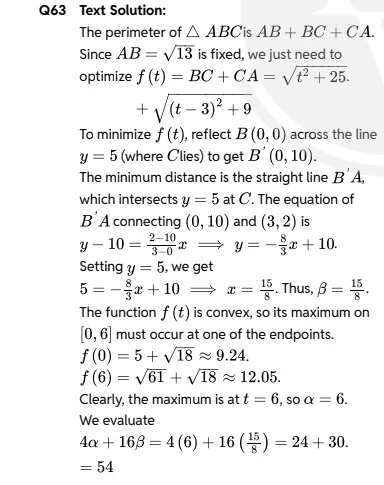 Q63 Text Solution:
The perimeter of △ ABC is AB + BC + CA.
Since AB = √13 is fixed, we just need to
optimize f(t) = BC + CA = √(t² + 25).
+ √((t − 3)² + 9)
To minimize f(t), reflect B(0, 0) across the line
y = 5 (where C lies) to get B′(0, 10).
The minimum distance is the straight line B′A,
which intersects y = 5 at C. The equation of
B′A connecting (0, 10) and (3, 2) is
y − 10 = (2−10)/(3−0) x ⟹ y = −8/3 x + 10.
Setting y = 5, we get
5 = −8/3 x + 10 ⟹ x = 15/8. Thus, β = 15/8.
The function f(t) is convex, so its maximum on
[0, 6] must occur at one of the endpoints.
f(0) = 5 + √18 ≈ 9.24.
f(6) = √61 + √18 ≈ 12.05.
Clearly, the maximum is at t = 6, so α = 6.
We evaluate
4α + 16β = 4(6) + 16(15/8) = 24 + 30.
= 54